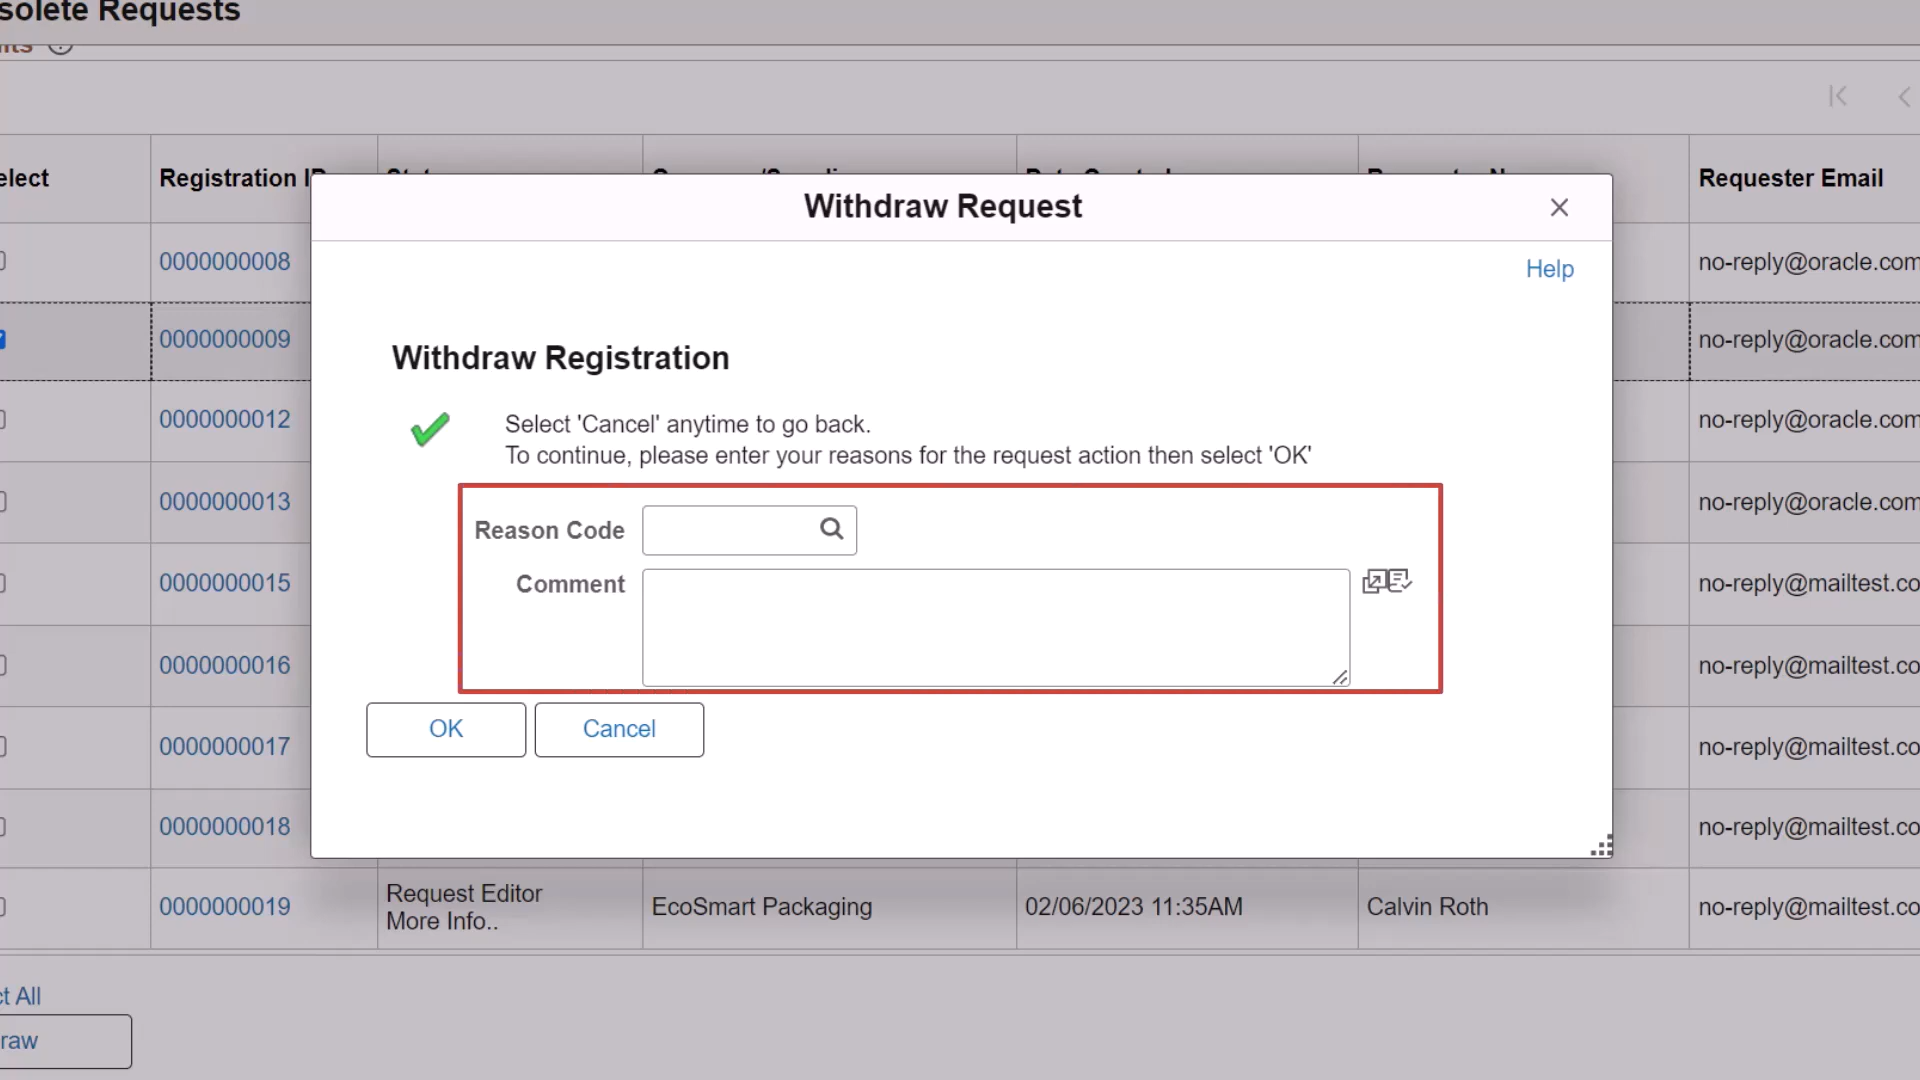 solete Requests
elect
Registration I
Requester Email
0000000008
no-reply@oracle.com
0000000009
no-reply@oracle.com
0000000012
no-reply@oracle.com
0000000013
no-reply@oracle.com
0000000015
no-reply@mailtest.co
0000000016
no-reply@mailtest.co
0000000017
no-reply@mailtest.co
0000000018
no-reply@mailtest.co
0000000019
Request Editor
More Info..
EcoSmart Packaging
02/06/2023 11:35AM
Calvin Roth
no-reply@mailtest.co
ct All
raw
Withdraw Request
Help
Withdraw Registration
Select 'Cancel' anytime to go back.
To continue, please enter your reasons for the request action then select 'OK'
Reason Code
Comment
OK
Cancel